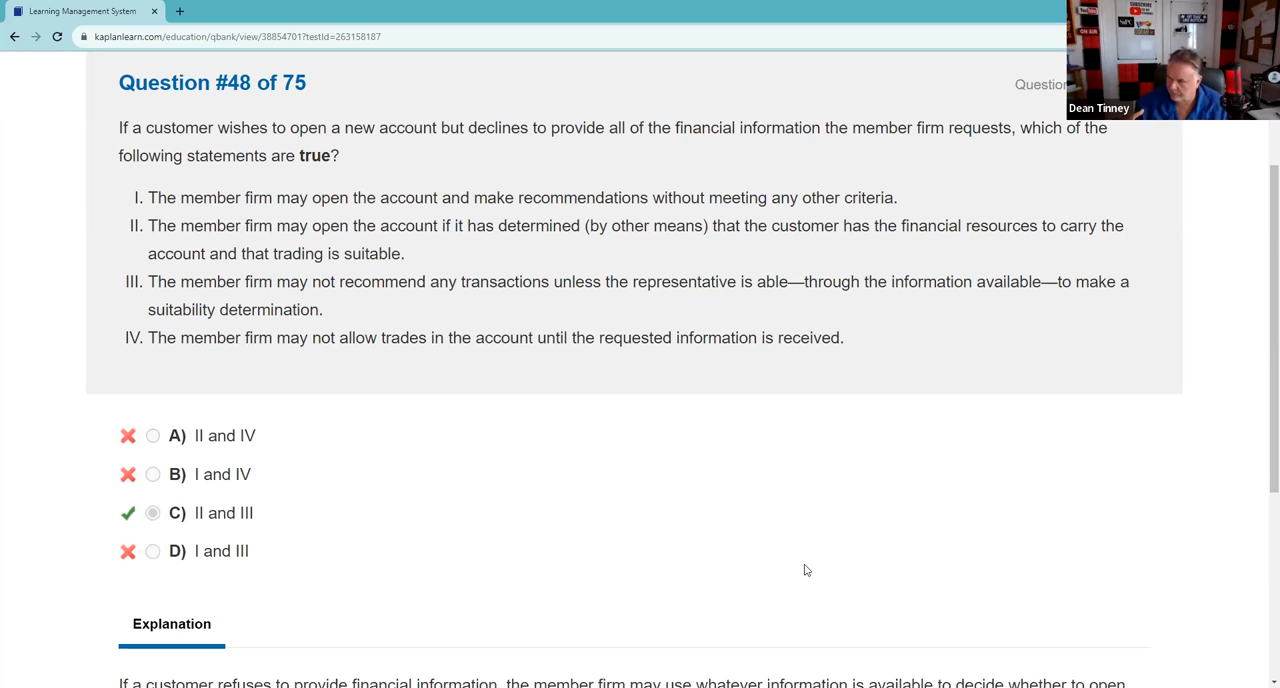 Learning Management System
kaplanlearn.com/education/qbank/view/38854701?testId=263158187
SUBSCRIBE
Dean Tinney
Question #48 of 75
Question
If a customer wishes to open a new account but declines to provide all of the financial information the member firm requests, which of the
following statements are true?
I. The member firm may open the account and make recommendations without meeting any other criteria.
II. The member firm may open the account if it has determined (by other means) that the customer has the financial resources to carry the
account and that trading is suitable.
III. The member firm may not recommend any transactions unless the representative is able—through the information available—to make a
suitability determination.
IV. The member firm may not allow trades in the account until the requested information is received.
A) II and IV
B) I and IV
C) II and III
D) I and III
Explanation
If a customer refuses to provide financial information, the member firm may use whatever information is available to decide whether to open